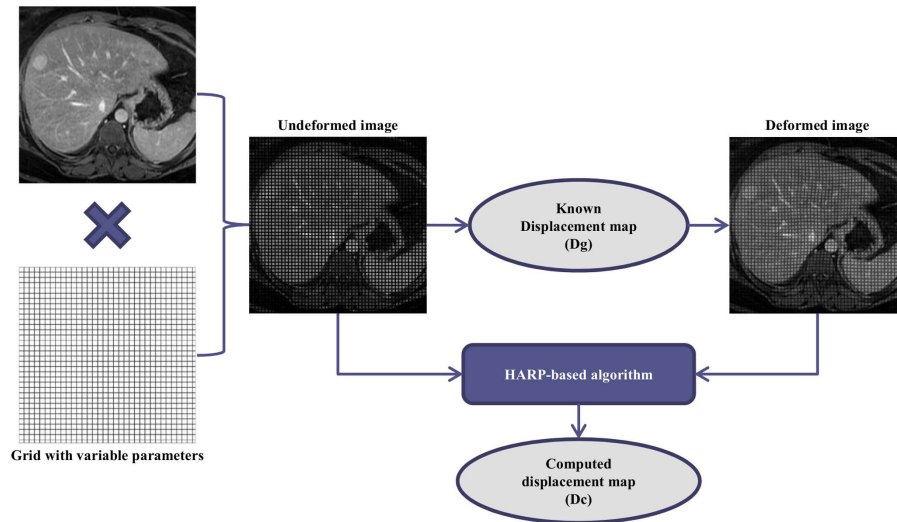 Undeformed image
Deformed image
Known
Displacement map
(Dg)
HARP-based algorithm
Grid with variable parameters
Computed
displacement map
(Dc)